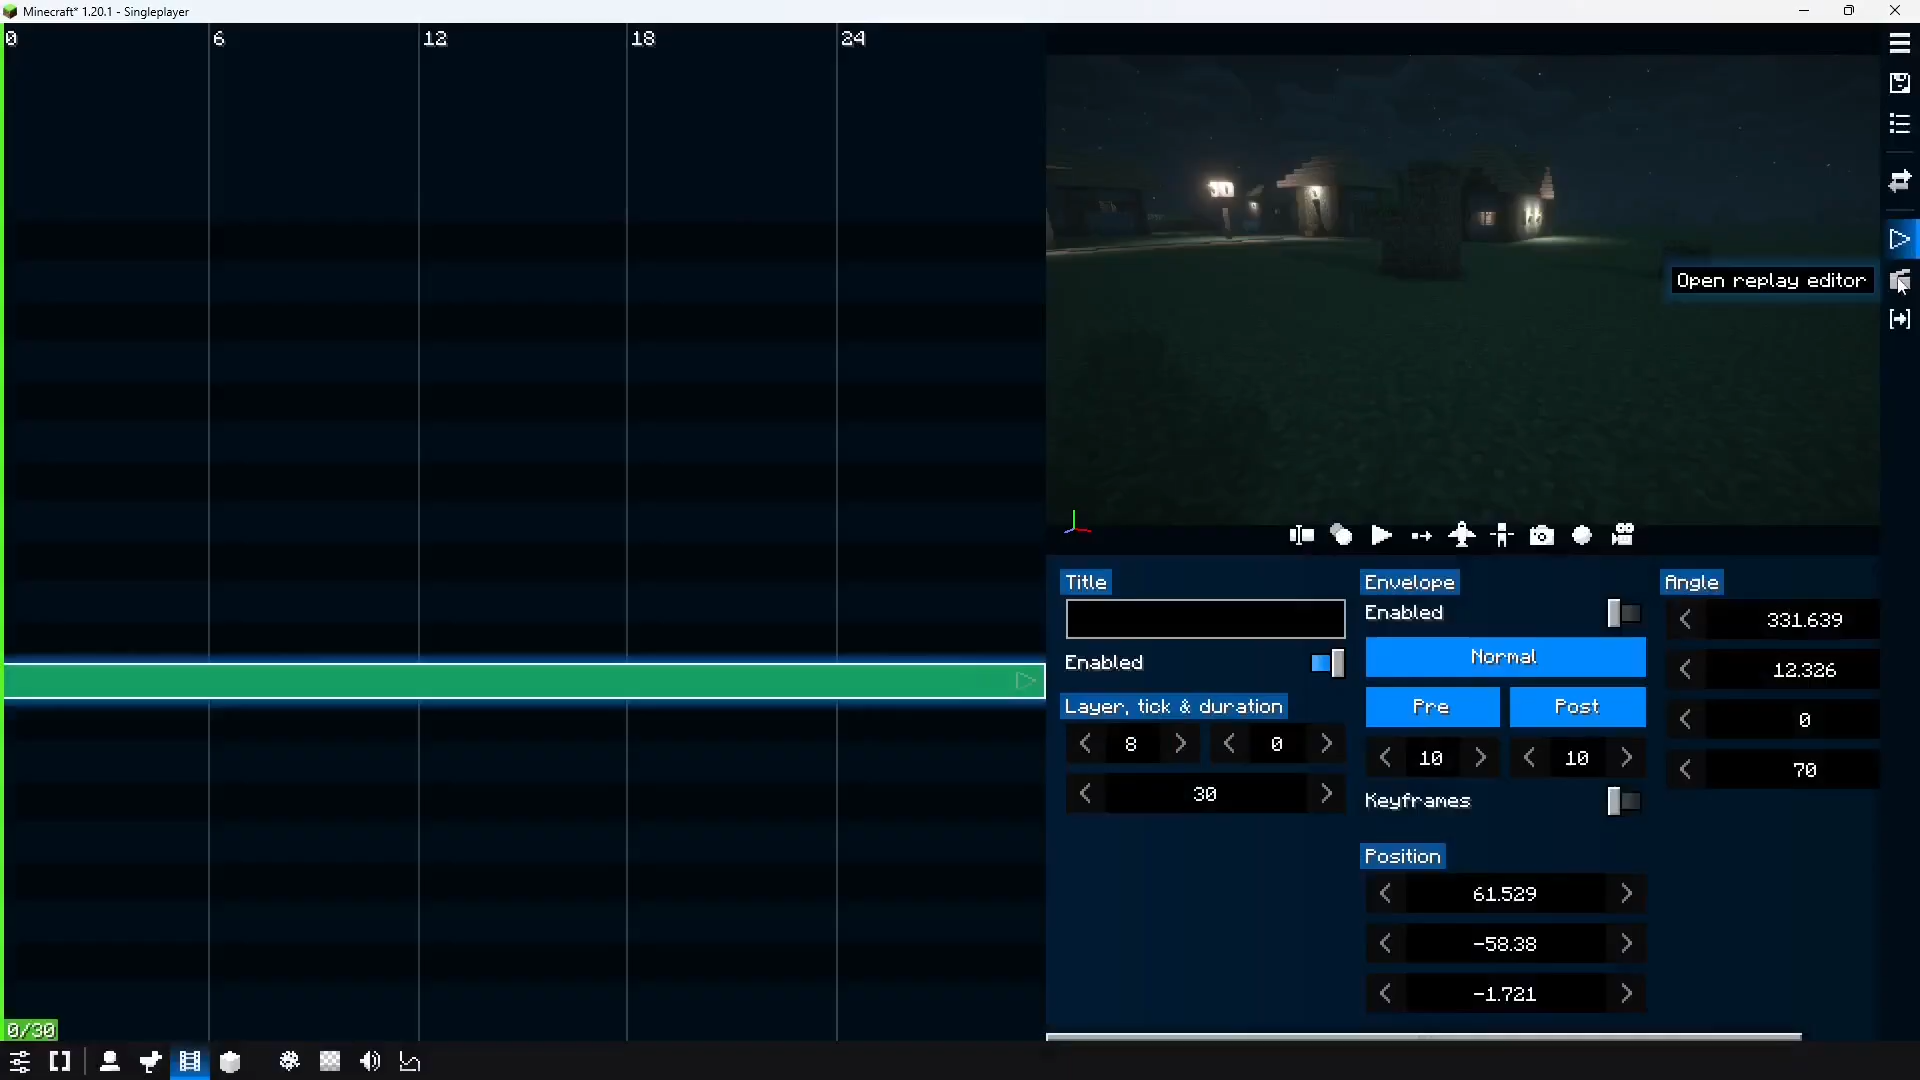 Minecraft* 1.20.1 - Singleplayer
0 6 12 18 24
Open replay editor
Title
Enabled
Layer, tick & duration
8 0
30
Envelope
Enabled
Normal
Pre Post
10 10
Keyframes
Position
61.529
-58.38
-1.721
Angle
331.639
12.326
0
70
0/30